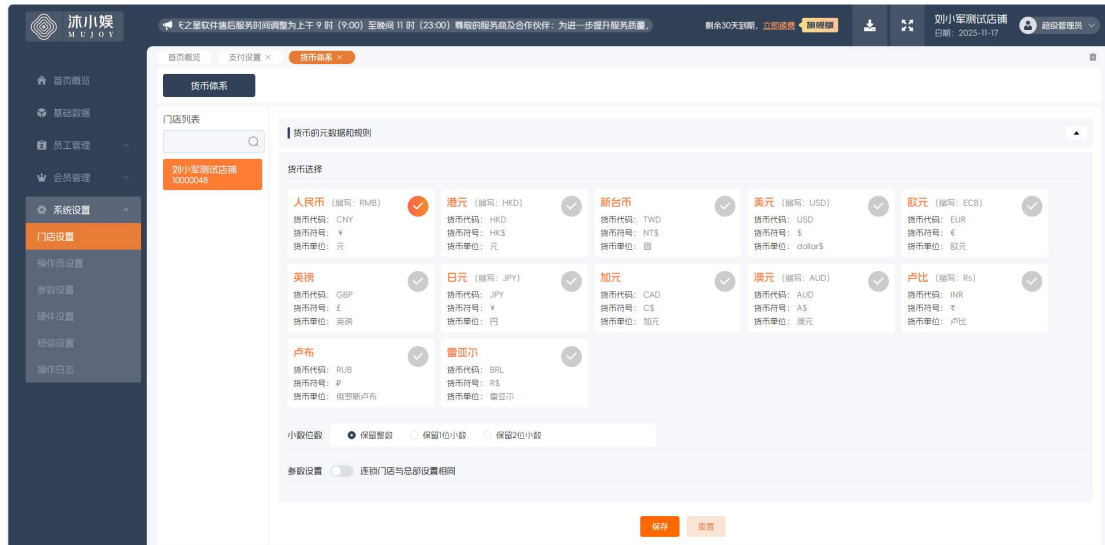 沐小娱
MUJOY
天之星软件售后服务时间调整为上午 9 时 (9:00) 至晚间 11 时 (23:00) 尊敬的服务商及合作伙伴：为进一步提升服务质量,
剩余30天到期, 立即续费 旗舰版
刘小军测试店铺
日期: 2025-11-17
超级管理员
首页概览
支付设置 ×
货币体系 ×
首页概览
基础数据
员工管理
会员管理
系统设置
门店设置
操作员设置
参数设置
硬件设置
短信设置
操作日志
货币体系
门店列表
刘小军测试店铺
10000048
货币的元数据和规则
货币选择
人民币 (缩写: RMB)
货币代码: CNY
货币符号: ¥
货币单位: 元
港元 (缩写: HKD)
货币代码: HKD
货币符号: HK$
货币单位: 元
新台币
货币代码: TWD
货币符号: NT$
货币单位: 圆
美元 (缩写: USD)
货币代码: USD
货币符号: $
货币单位: dollar$
欧元 (缩写: ECB)
货币代码: EUR
货币符号: €
货币单位: 欧元
英镑
货币代码: GBP
货币符号: £
货币单位: 英镑
日元 (缩写: JPY)
货币代码: JPY
货币符号: ¥
货币单位: 円
加元
货币代码: CAD
货币符号: C$
货币单位: 加元
澳元 (缩写: AUD)
货币代码: AUD
货币符号: A$
货币单位: 澳元
卢比 (缩写: Rs)
货币代码: INR
货币符号: ₹
货币单位: 卢比
卢布
货币代码: RUB
货币符号: ₽
货币单位: 俄罗斯卢布
雷亚尔
货币代码: BRL
货币符号: R$
货币单位: 雷亚尔
小数位数 保留整数 保留1位小数 保留2位小数
参数设置 连锁门店与总部设置相同
保存 重置